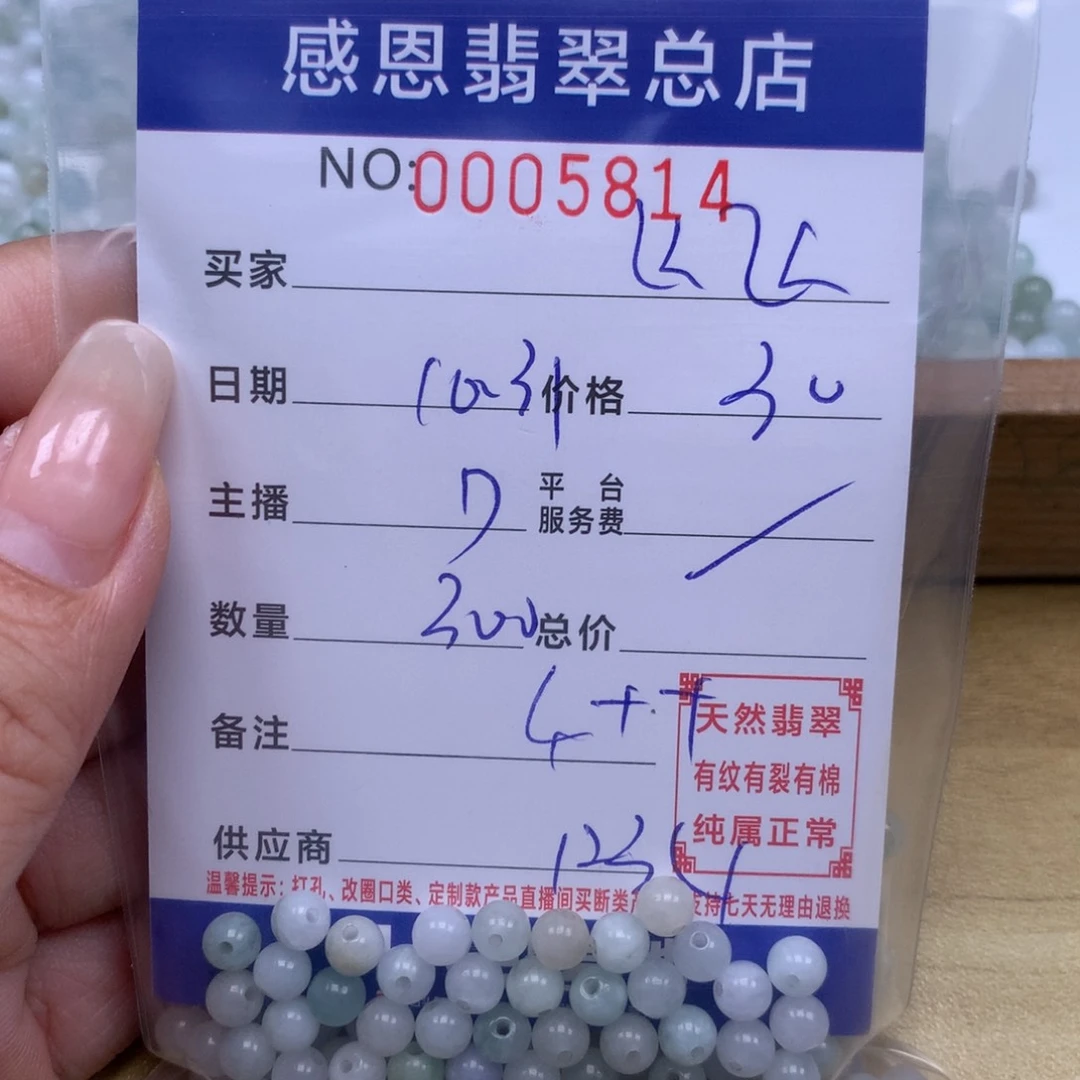 感恩翡翠总店
NO:0005814
买家
日期 10.31 价格 30
主播 7 平台服务费 /
数量 300 总价
备注 4++
天然翡翠
有纹有裂有棉
纯属正常
供应商 1234
温馨提示：打孔、改圈口类、定制款产品直播间买断类产 支持七天无理由退换